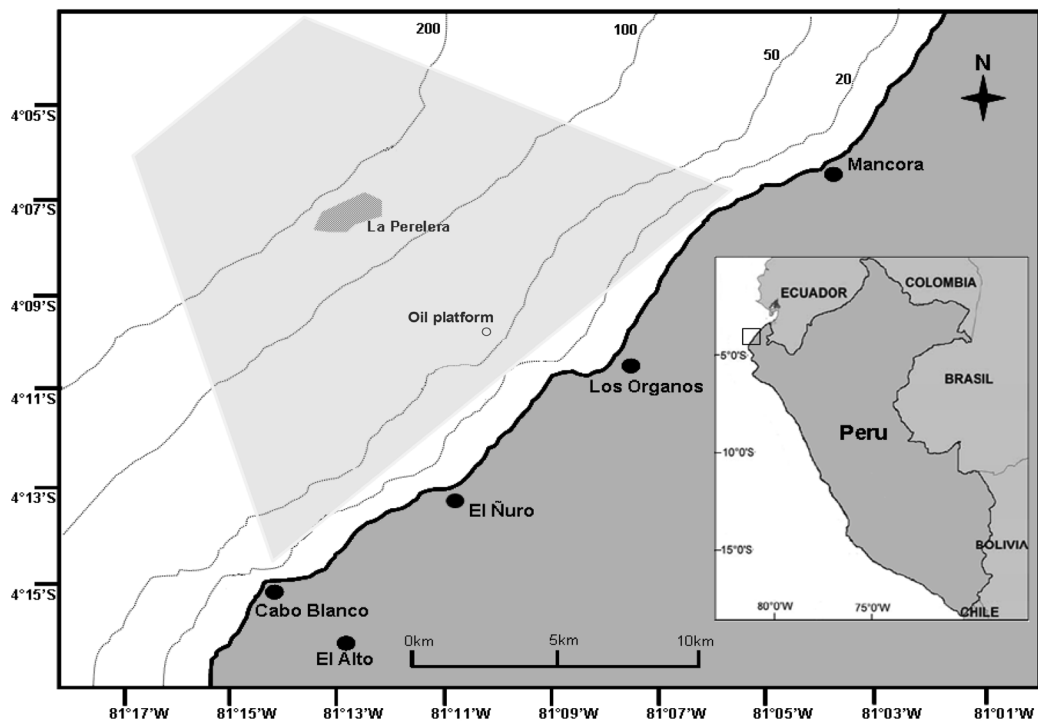 200
100
50
20
N
4°05’S
Mancora
4°07’S
La Perelera
4°09’S
Oil platform
Los Organos
4°11’S
4°13’S
El Ñuro
4°15’S
Cabo Blanco
El Alto
0km
5km
10km
81°17’W
81°15’W
81°13’W
81°11’W
81°09’W
81°07’W
81°05’W
81°03’W
81°01’W
ECUADOR
COLOMBIA
5°0’S
BRASIL
Peru
10°0’S
15°0’S
BOLIVIA
CHILE
80°0’W
75°0’W